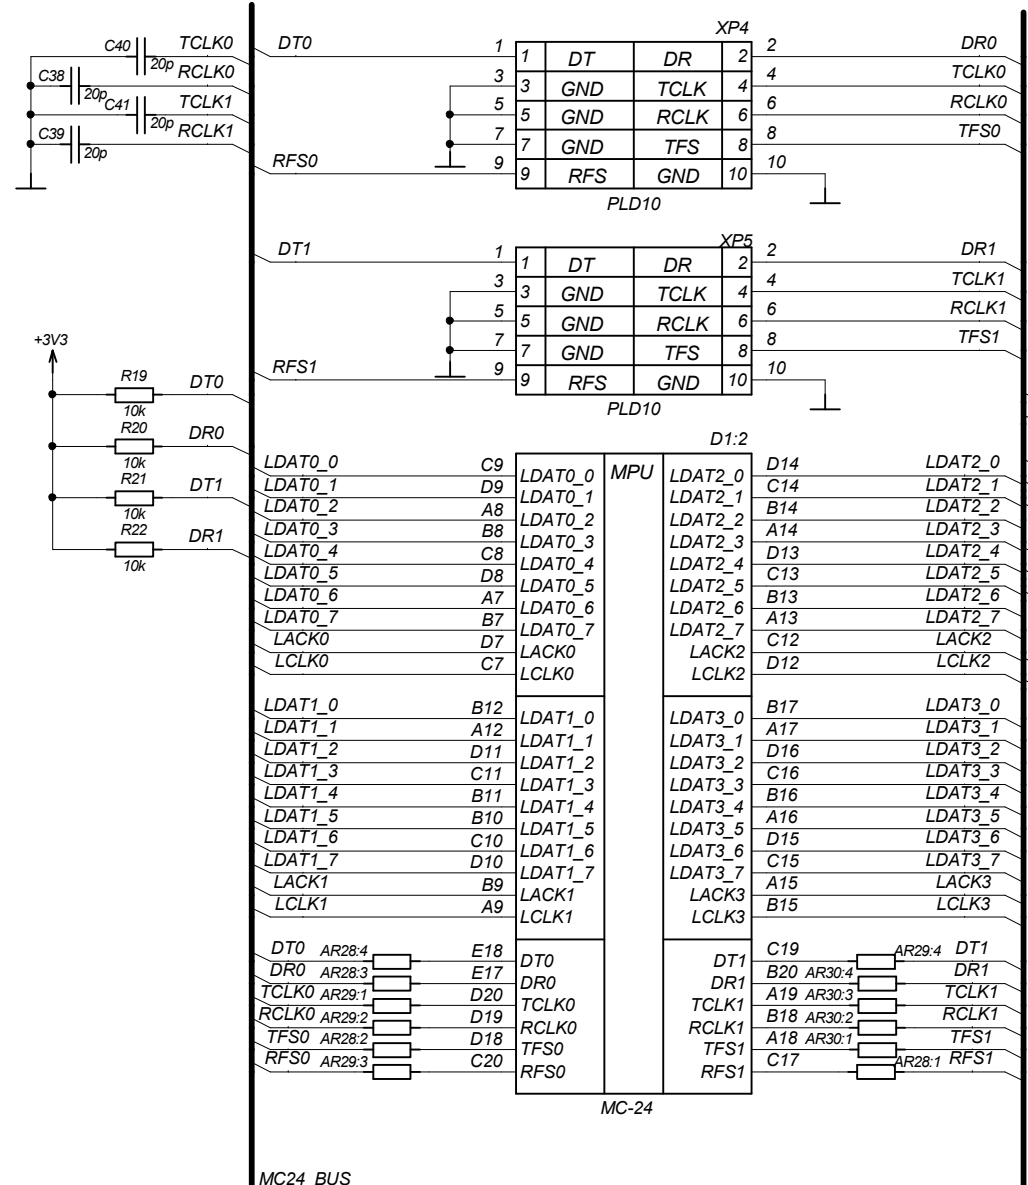 XP4
C40 TCLK0 DT0 1 1 DT DR 2 2 DR0
20p
C38 RCLK0 3 3 GND TCLK 4 4 TCLK0
20p
C41 TCLK1 5 5 GND RCLK 6 6 RCLK0
20p
C39 RCLK1 7 7 GND TFS 8 8 TFS0
20p
RFS0 9 9 RFS GND 10 10
PLD10
XP5
DT1 1 1 DT DR 2 2 DR1
3 3 GND TCLK 4 4 TCLK1
5 5 GND RCLK 6 6 RCLK1
7 7 GND TFS 8 8 TFS1
RFS1 9 9 RFS GND 10 10
PLD10
+3V3
R19 DT0
10k
R20 DR0
10k
R21 DT1
10k
R22 DR1
10k
D1:2
MPU
LDAT0_0 C9 LDAT0_0 LDAT2_0 D14 LDAT2_0
LDAT0_1 D9 LDAT0_1 LDAT2_1 C14 LDAT2_1
LDAT0_2 A8 LDAT0_2 LDAT2_2 B14 LDAT2_2
LDAT0_3 B8 LDAT0_3 LDAT2_3 A14 LDAT2_3
LDAT0_4 C8 LDAT0_4 LDAT2_4 D13 LDAT2_4
LDAT0_5 D8 LDAT0_5 LDAT2_5 C13 LDAT2_5
LDAT0_6 A7 LDAT0_6 LDAT2_6 B13 LDAT2_6
LDAT0_7 B7 LDAT0_7 LDAT2_7 A13 LDAT2_7
LACK0 D7 LACK0 LACK2 C12 LACK2
LCLK0 C7 LCLK0 LCLK2 D12 LCLK2
LDAT1_0 B12 LDAT1_0 LDAT3_0 B17 LDAT3_0
LDAT1_1 A12 LDAT1_1 LDAT3_1 A17 LDAT3_1
LDAT1_2 D11 LDAT1_2 LDAT3_2 D16 LDAT3_2
LDAT1_3 C11 LDAT1_3 LDAT3_3 C16 LDAT3_3
LDAT1_4 B11 LDAT1_4 LDAT3_4 B16 LDAT3_4
LDAT1_5 B10 LDAT1_5 LDAT3_5 A16 LDAT3_5
LDAT1_6 C10 LDAT1_6 LDAT3_6 D15 LDAT3_6
LDAT1_7 D10 LDAT1_7 LDAT3_7 C15 LDAT3_7
LACK1 B9 LACK1 LACK3 A15 LACK3
LCLK1 A9 LCLK1 LCLK3 B15 LCLK3
DT0 AR28:4 E18 DT0 DT1 C19 AR29:4 DT1
DR0 AR28:3 E17 DR0 DR1 B20 AR30:4 DR1
TCLK0 AR29:1 D20 TCLK0 TCLK1 A19 AR30:3 TCLK1
RCLK0 AR29:2 D19 RCLK0 RCLK1 B18 AR30:2 RCLK1
TFS0 AR28:2 D18 TFS0 TFS1 A18 AR30:1 TFS1
RFS0 AR29:3 C20 RFS0 RFS1 C17 AR28:1 RFS1
MC-24
MC24 BUS